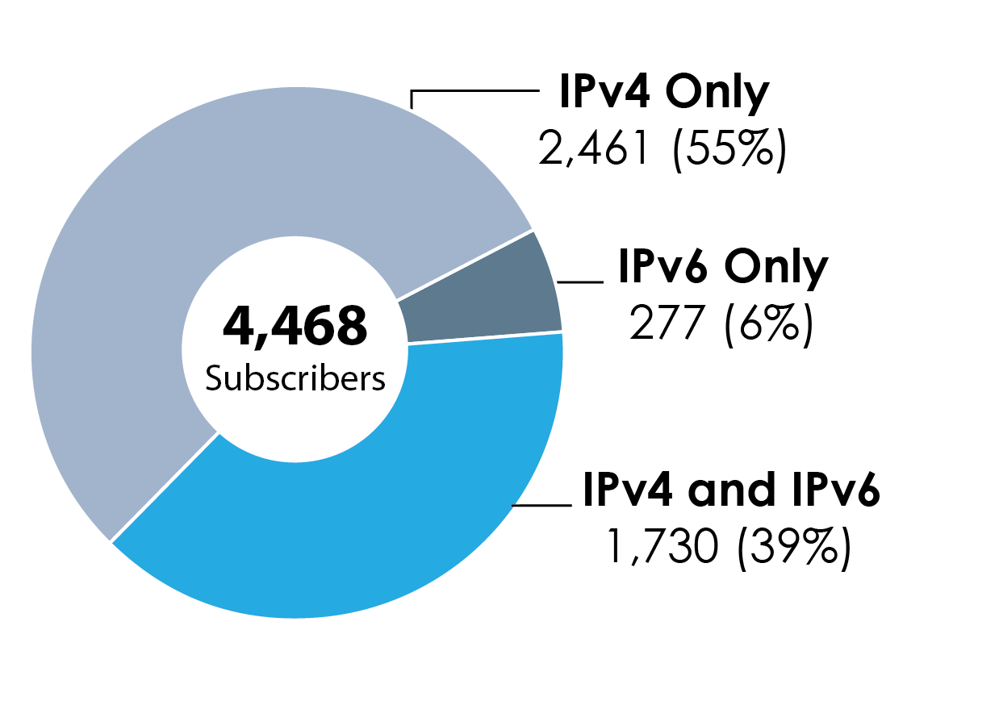 IPv4 Only
2,461 (55%)
IPv6 Only
277 (6%)
4,468
Subscribers
IPv4 and IPv6
1,730 (39%)